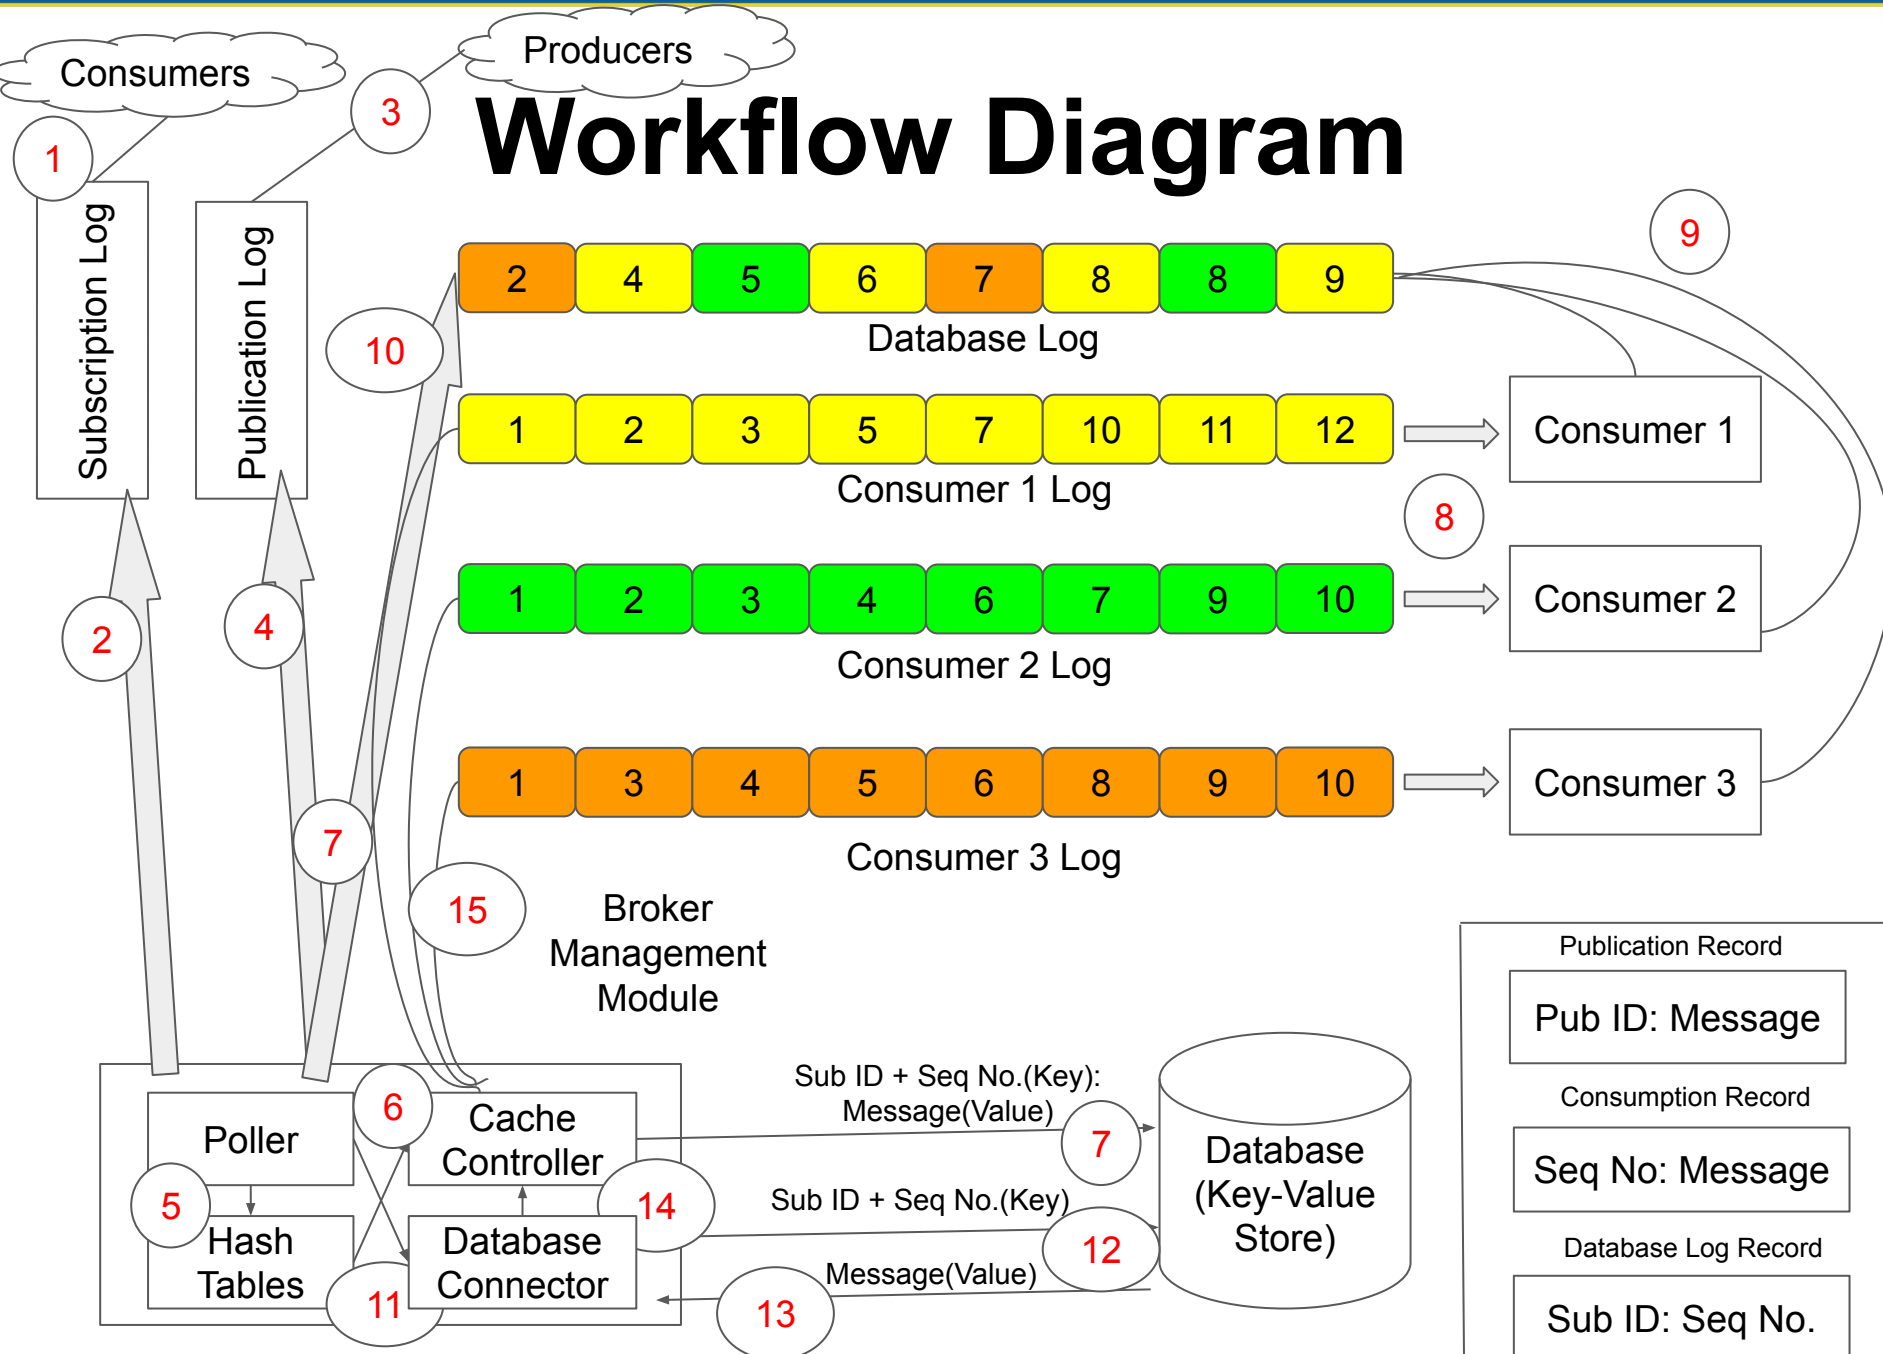 Consumers
Producers
1
3
Workflow Diagram
Subscription Log
Publication Log
9
2 4 5 6 7 8 8 9
Database Log
10
1 2 3 5 7 10 11 12
Consumer 1 Log
Consumer 1
8
1 2 3 4 6 7 9 10
Consumer 2 Log
Consumer 2
2
4
1 3 4 5 6 8 9 10
Consumer 3 Log
Consumer 3
7
15
Broker
Management
Module
Poller
5
Hash
Tables
6
Cache
Controller
14
Database
Connector
11
Sub ID + Seq No.(Key):
Message(Value)
7
Sub ID + Seq No.(Key)
12
Message(Value)
13
Database
(Key-Value
Store)
Publication Record
Pub ID: Message
Consumption Record
Seq No: Message
Database Log Record
Sub ID: Seq No.